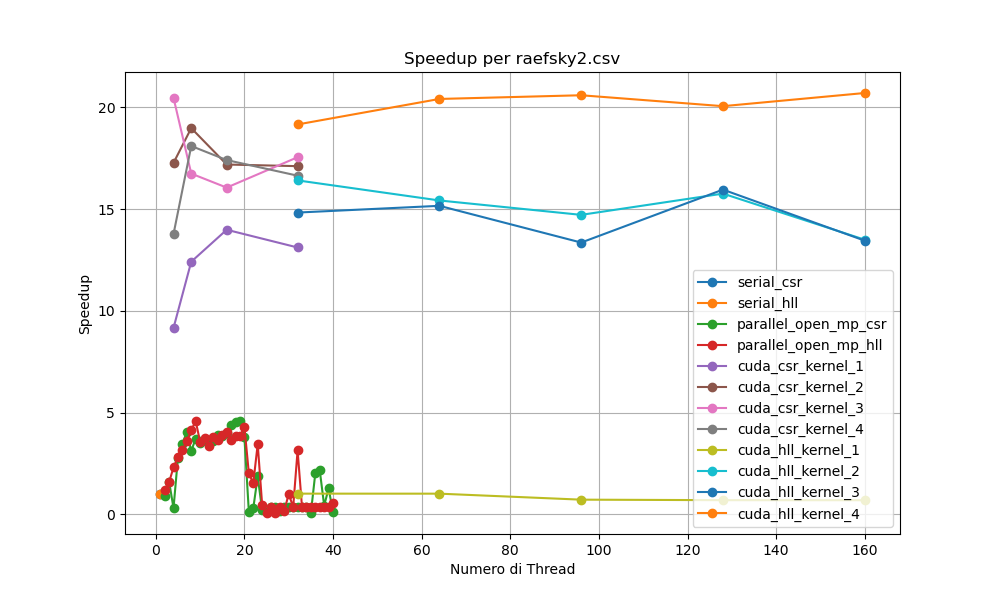 Speedup per raefsky2.csv
Speedup
20
15
10
5
0
serial_csr
serial_hll
parallel_open_mp_csr
parallel_open_mp_hll
cuda_csr_kernel_1
cuda_csr_kernel_2
cuda_csr_kernel_3
cuda_csr_kernel_4
cuda_hll_kernel_1
cuda_hll_kernel_2
cuda_hll_kernel_3
cuda_hll_kernel_4
0 20 40 60 80 100 120 140 160
Numero di Thread